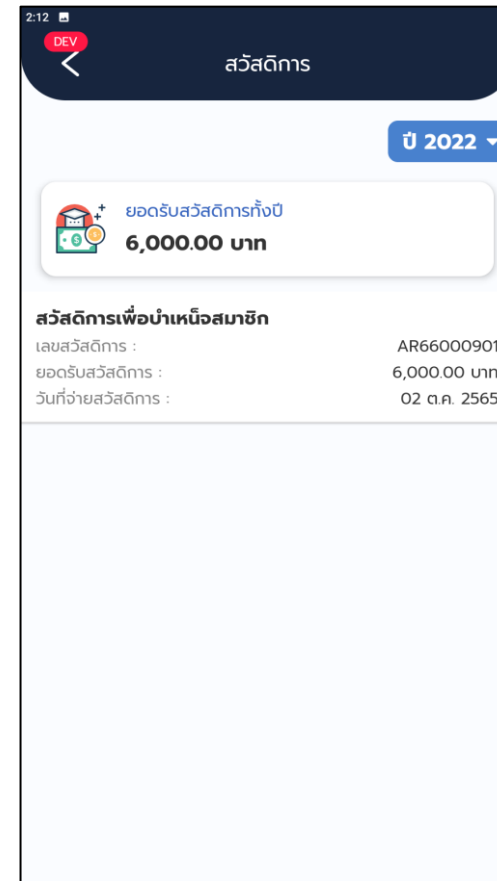 2:12
DEV
สวัสดิการ
ปี 2022
ยอดรับสวัสดิการทั้งปี
6,000.00 บาท
สวัสดิการเพื่อบำเหน็จสมาชิก
เลขสวัสดิการ : AR66000901
ยอดรับสวัสดิการ : 6,000.00 บาท
วันที่จ่ายสวัสดิการ : 02 ต.ค. 2565